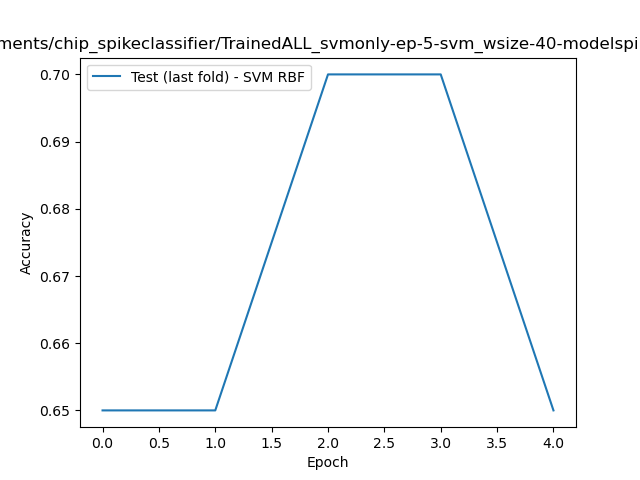 ments/chip_spikeclassifier/TrainedALL_svmonly-ep-5-svm_wsize-40-modelspi
Test (last fold) - SVM RBF
0.70
0.69
0.68
0.67
0.66
0.65
Accuracy
0.0 0.5 1.0 1.5 2.0 2.5 3.0 3.5 4.0
Epoch